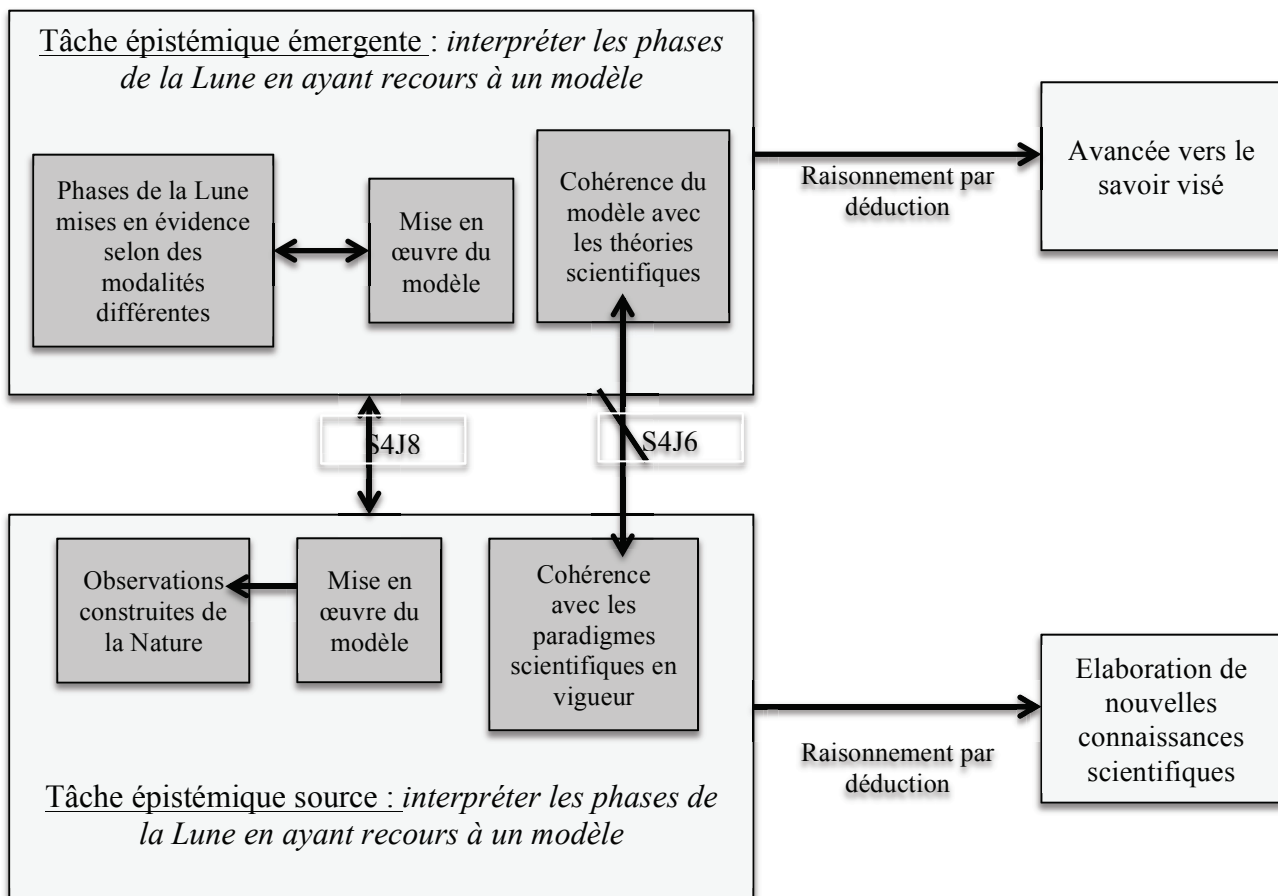 Tâche épistémique émergente : interpréter les phases
de la Lune en ayant recours à un modèle
Phases de la Lune
mises en évidence
selon des
modalités
différentes
Mise en
œuvre du
modèle
Cohérence du
modèle avec
les théories
scientifiques
Raisonnement par
déduction
Avancée vers le
savoir visé
S4J8
S4J6
Observations
construites de
la Nature
Mise en
œuvre du
modèle
Cohérence
avec les
paradigmes
scientifiques en
vigueur
Raisonnement par
déduction
Elaboration de
nouvelles
connaissances
scientifiques
Tâche épistémique source : interpréter les phases de
la Lune en ayant recours à un modèle